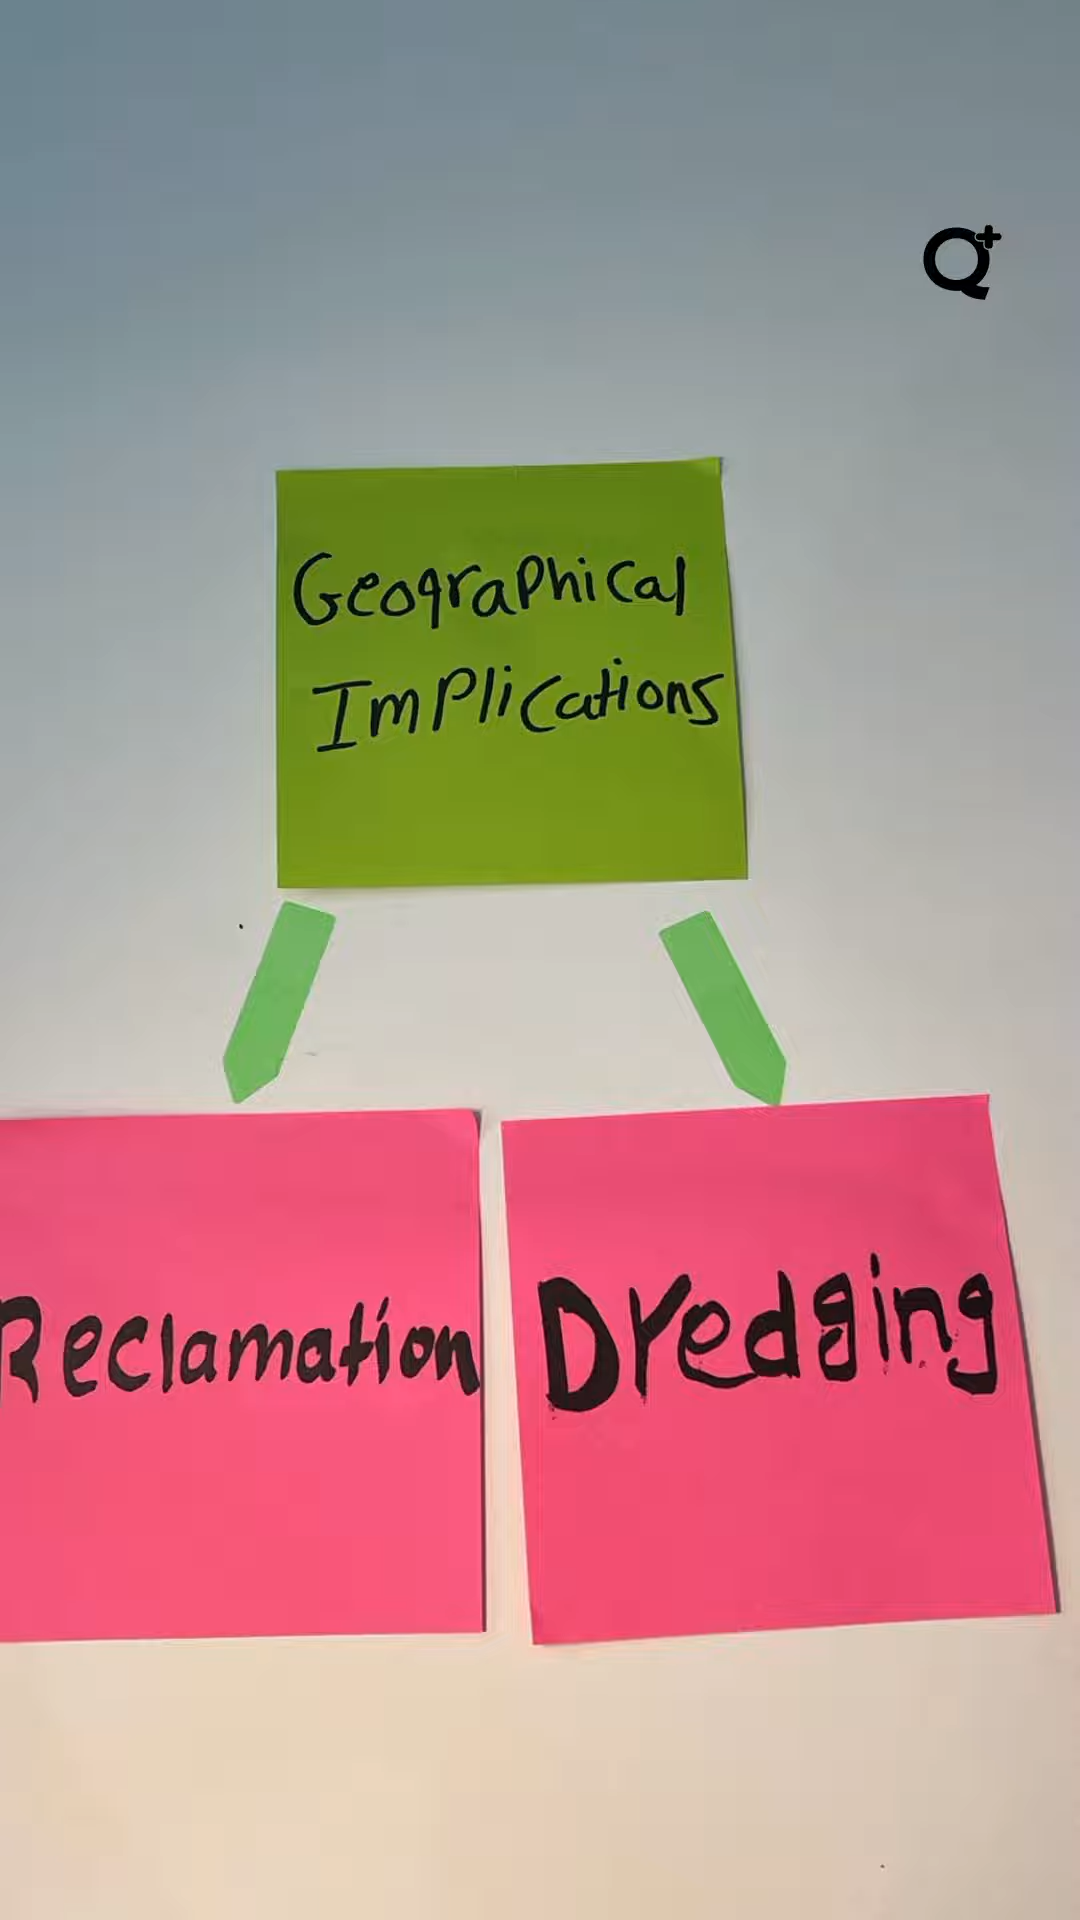 Q+
Geographical
Implications
Reclamation
Dredging